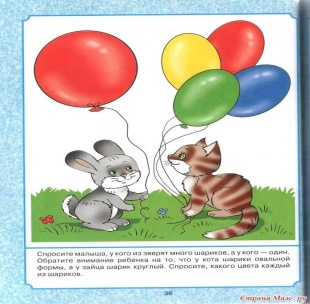 Спросите малыша, у кого из зверят много шариков, а у кого — один.
Обратите внимание ребенка на то, что у кота шарики овальной
формы, а у зайца шарик круглый. Спросите, какого цвета каждый
из шариков.
36
Страна Мам.ру